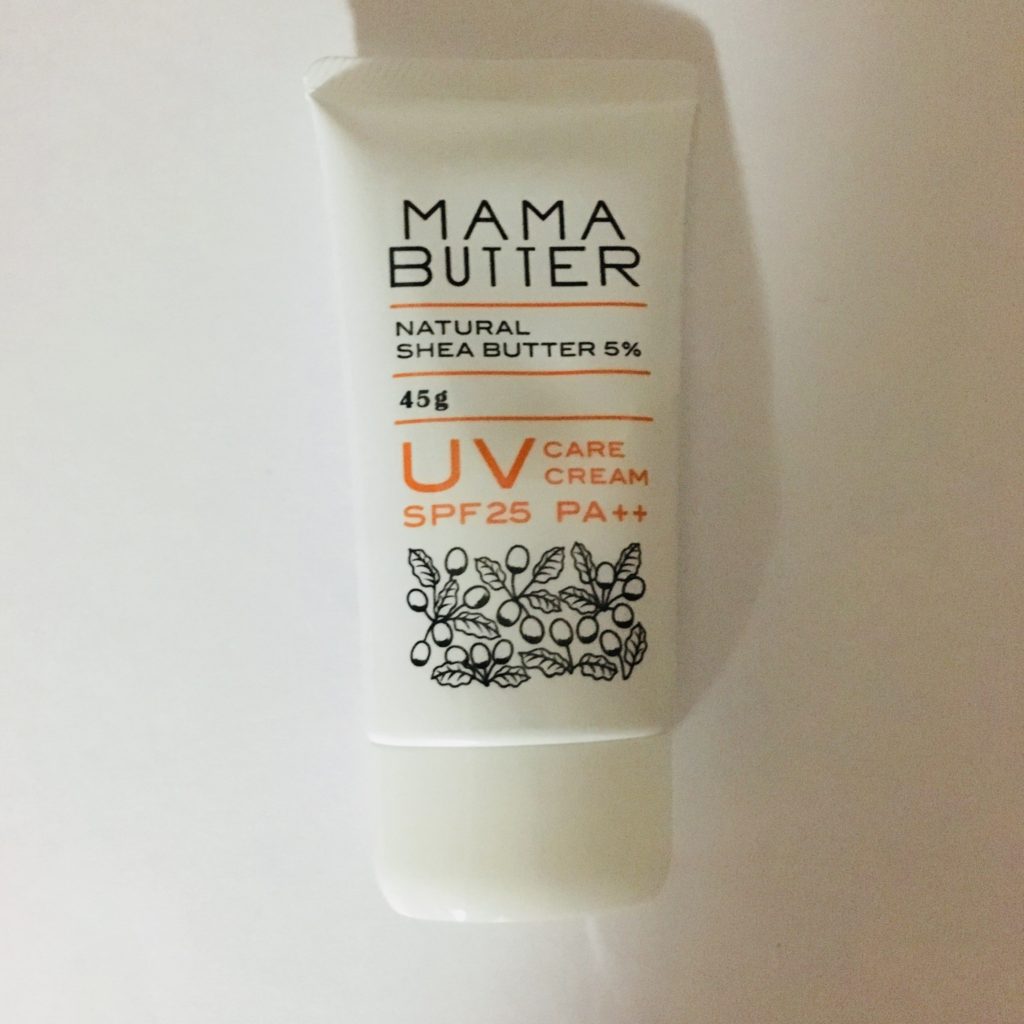 MAMA
BUTTER
NATURAL
SHEA BUTTER 5%
45g
UV CARE
CREAM
SPF25 PA++